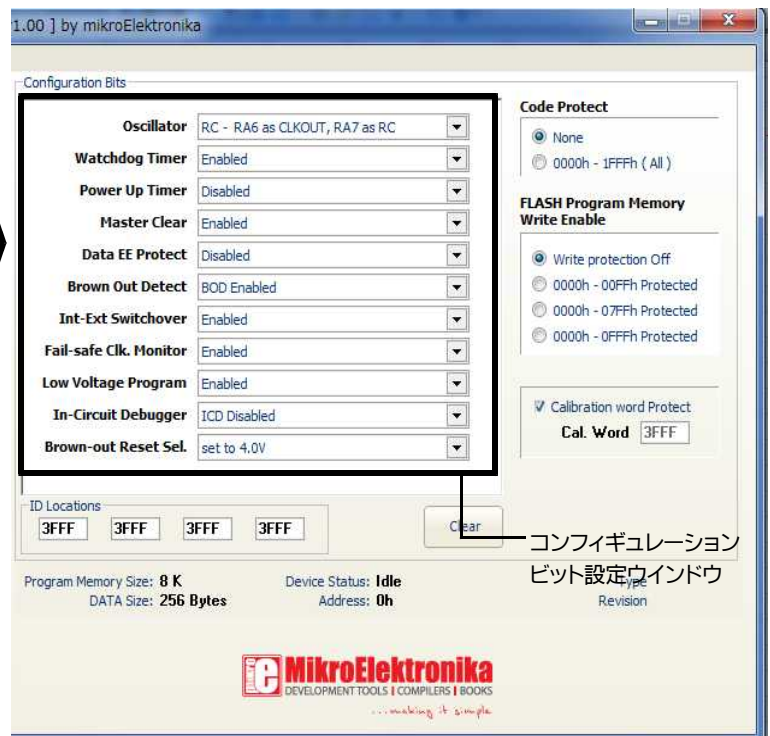 1.00 ] by mikroElektronika
Configuration Bits
Oscillator RC - RA6 as CLKOUT, RA7 as RC
Watchdog Timer Enabled
Power Up Timer Disabled
Master Clear Enabled
Data EE Protect Disabled
Brown Out Detect BOD Enabled
Int-Ext Switchover Enabled
Fail-safe Clk. Monitor Enabled
Low Voltage Program Enabled
In-Circuit Debugger ICD Disabled
Brown-out Reset Sel. set to 4.0V
Code Protect
None
0000h - 1FFFh ( All )
FLASH Program Memory
Write Enable
Write protection Off
0000h - 00FFh Protected
0000h - 07FFh Protected
0000h - 0FFFh Protected
Calibration word Protect
Cal. Word 3FFF
ID Locations
3FFF 3FFF 3FFF 3FFF
Clear
コンフィギュレーション
ビット設定ウインドウ
Program Memory Size: 8 K
DATA Size: 256 Bytes
Device Status: Idle
Address: 0h
Type
Revision
MikroElektronika
DEVELOPMENT TOOLS | COMPILERS | BOOKS
...making it simple